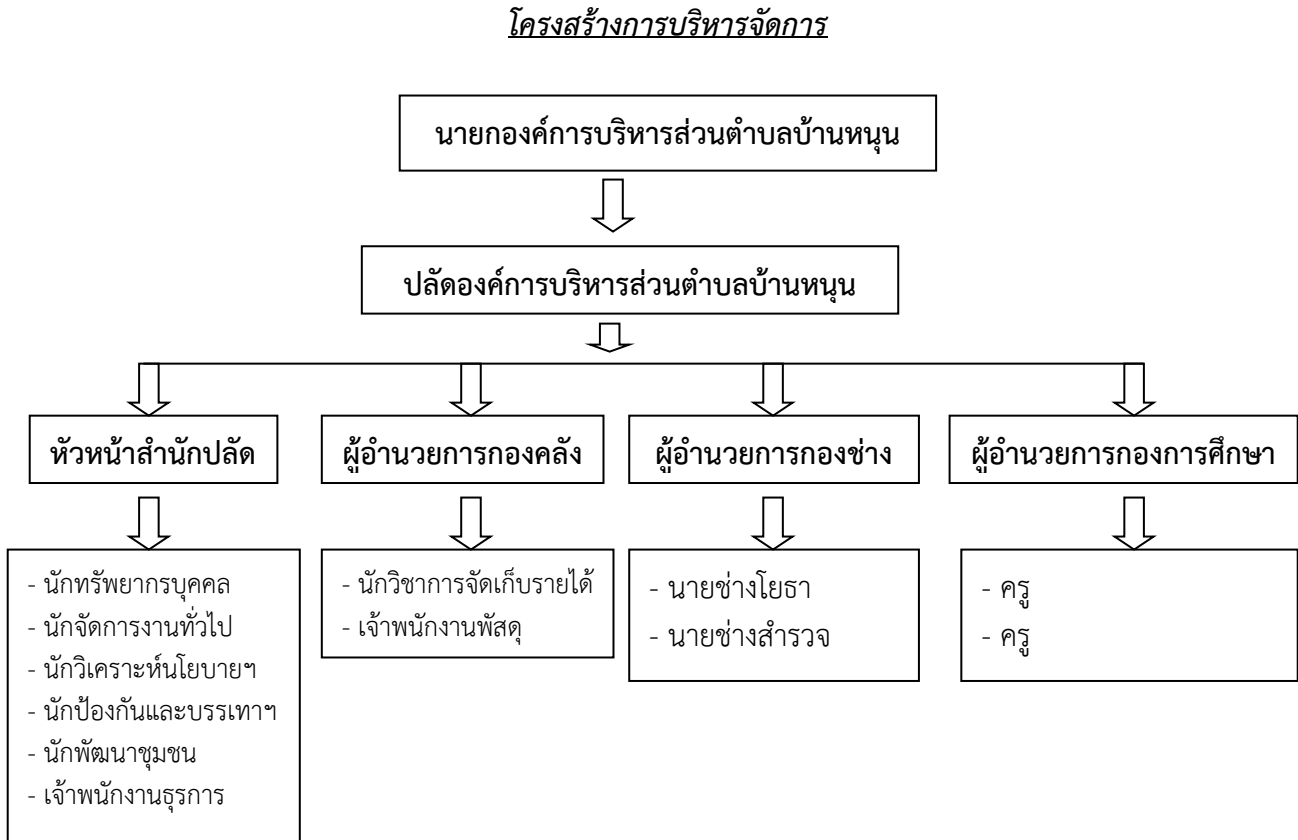 โครงสร้างการบริหารจัดการ
นายกองค์การบริหารส่วนตำบลบ้านหนุน
ปลัดองค์การบริหารส่วนตำบลบ้านหนุน
หัวหน้าสำนักปลัด
ผู้อำนวยการกองคลัง
ผู้อำนวยการกองช่าง
ผู้อำนวยการกองการศึกษา
- นักทรัพยากรบุคคล
- นักจัดการงานทั่วไป
- นักวิเคราะห์นโยบายฯ
- นักป้องกันและบรรเทาฯ
- นักพัฒนาชุมชน
- เจ้าพนักงานธุรการ
- นักวิชาการจัดเก็บรายได้
- เจ้าพนักงานพัสดุ
- นายช่างโยธา
- นายช่างสำรวจ
- ครู
- ครู